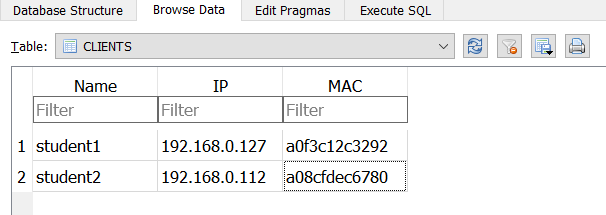 Database Structure Browse Data Edit Pragmas Execute SQL
Table: CLIENTS
Name IP MAC
Filter Filter Filter
1 student1 192.168.0.127 a0f3c12c3292
2 student2 192.168.0.112 a08cfdec6780